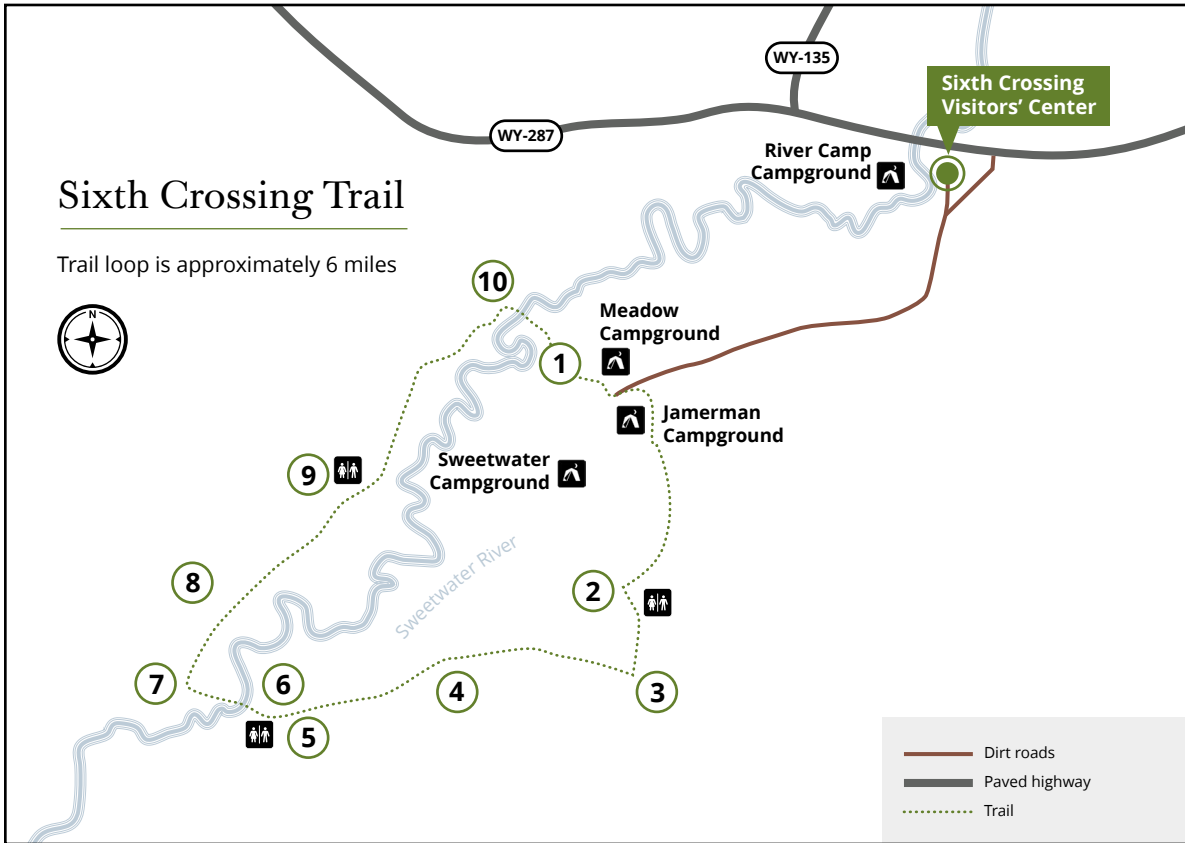 WY-135
Sixth Crossing
Visitors’ Center
WY-287
River Camp
Campground
Sixth Crossing Trail
Trail loop is approximately 6 miles
N
10
Meadow
Campground
1
Jamerman
Campground
Sweetwater
Campground
9
Sweetwater River
8
2
7
6
4
3
5
Dirt roads
Paved highway
Trail